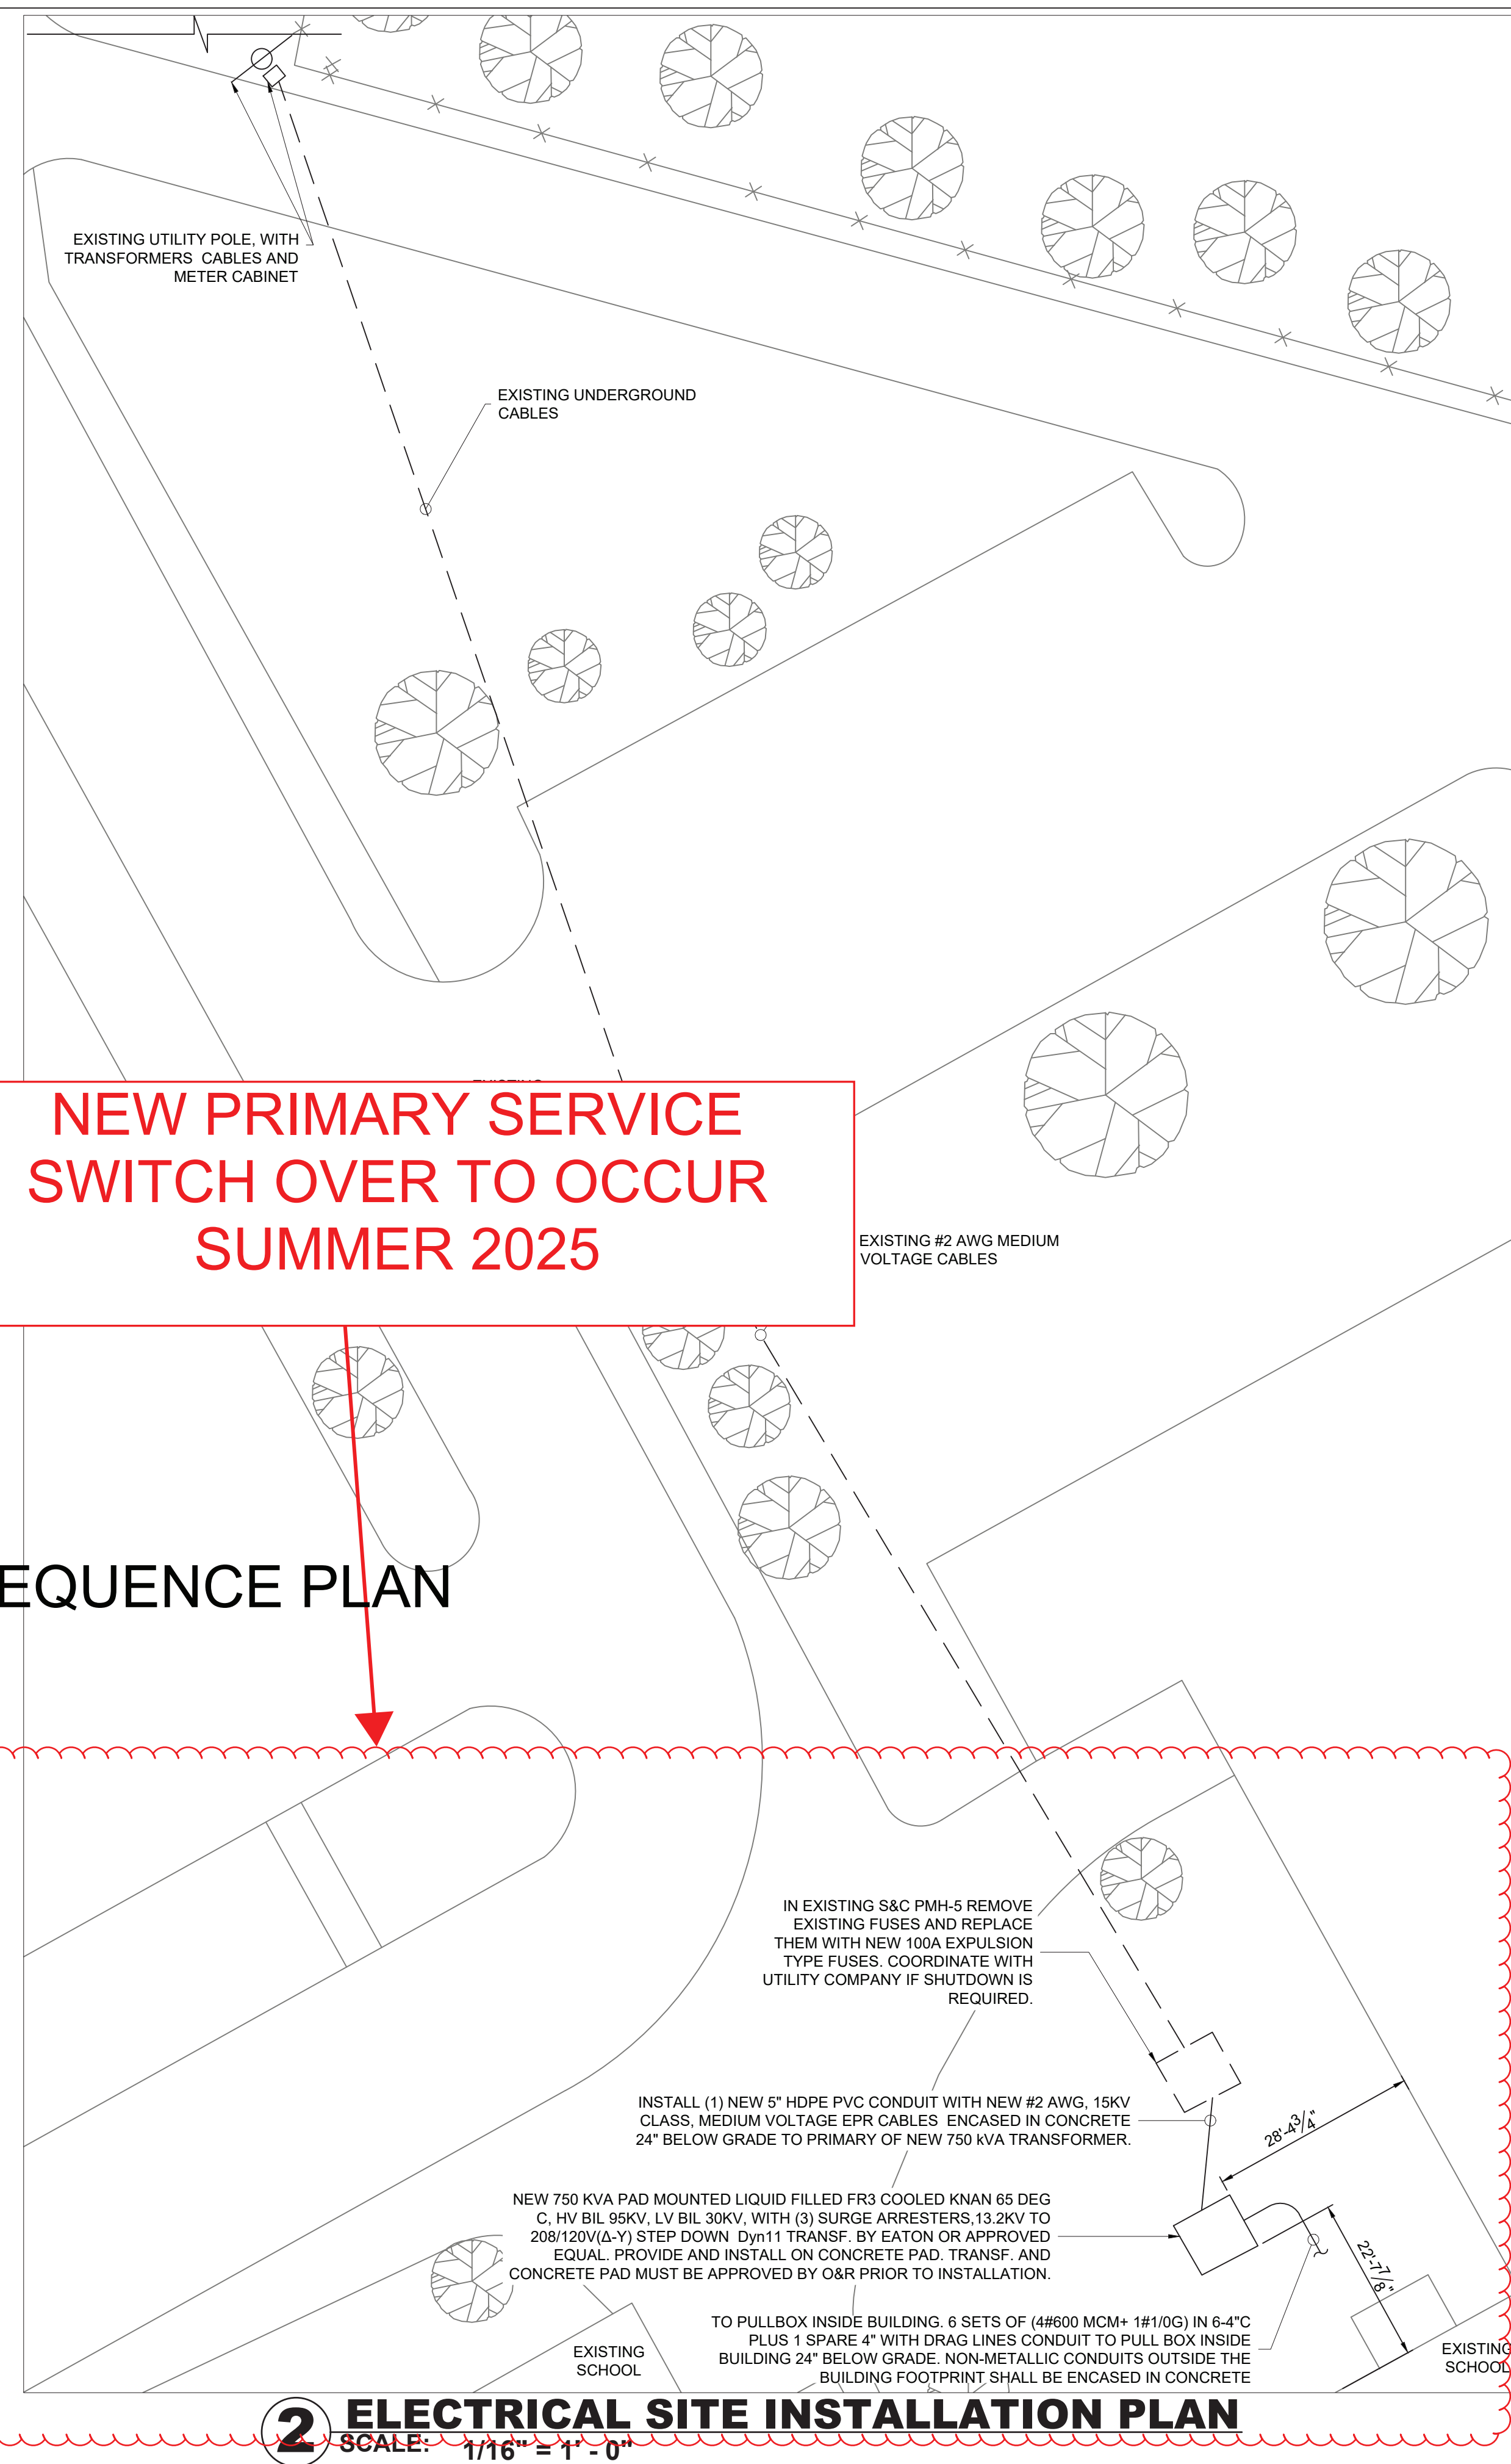 EXISTING UTILITY POLE, WITH
TRANSFORMERS CABLES AND
METER CABINET
EXISTING UNDERGROUND
CABLES
NEW PRIMARY SERVICE
SWITCH OVER TO OCCUR
SUMMER 2025
EXISTING #2 AWG MEDIUM
VOLTAGE CABLES
EQUENCE PLAN
IN EXISTING S&C PMH-5 REMOVE
EXISTING FUSES AND REPLACE
THEM WITH NEW 100A EXPULSION
TYPE FUSES. COORDINATE WITH
UTILITY COMPANY IF SHUTDOWN IS
REQUIRED.
INSTALL (1) NEW 5" HDPE PVC CONDUIT WITH NEW #2 AWG, 15KV
CLASS, MEDIUM VOLTAGE EPR CABLES ENCASED IN CONCRETE
24" BELOW GRADE TO PRIMARY OF NEW 750 kVA TRANSFORMER.
28'-4 3/4"
NEW 750 KVA PAD MOUNTED LIQUID FILLED FR3 COOLED KNAN 65 DEG
C, HV BIL 95KV, LV BIL 30KV, WITH (3) SURGE ARRESTERS,13.2KV TO
208/120V(Δ-Y) STEP DOWN Dyn11 TRANSF. BY EATON OR APPROVED
EQUAL. PROVIDE AND INSTALL ON CONCRETE PAD. TRANSF. AND
CONCRETE PAD MUST BE APPROVED BY O&R PRIOR TO INSTALLATION.
22'-7 7/8"
TO PULLBOX INSIDE BUILDING. 6 SETS OF (4#600 MCM+ 1#1/0G) IN 6-4"C
PLUS 1 SPARE 4" WITH DRAG LINES CONDUIT TO PULL BOX INSIDE
BUILDING 24" BELOW GRADE. NON-METALLIC CONDUITS OUTSIDE THE
BUILDING FOOTPRINT SHALL BE ENCASED IN CONCRETE
EXISTING
SCHOOL
EXISTING
SCHOOL
2 ELECTRICAL SITE INSTALLATION PLAN
SCALE: 1/16" = 1' - 0"